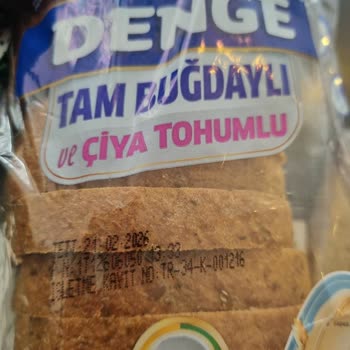 DENGE
TAM BUĞDAYLI
ve ÇİYA TOHUMLU
TETT 21.02.2026
İŞLETME KAYIT NO:TR-34-K-001216